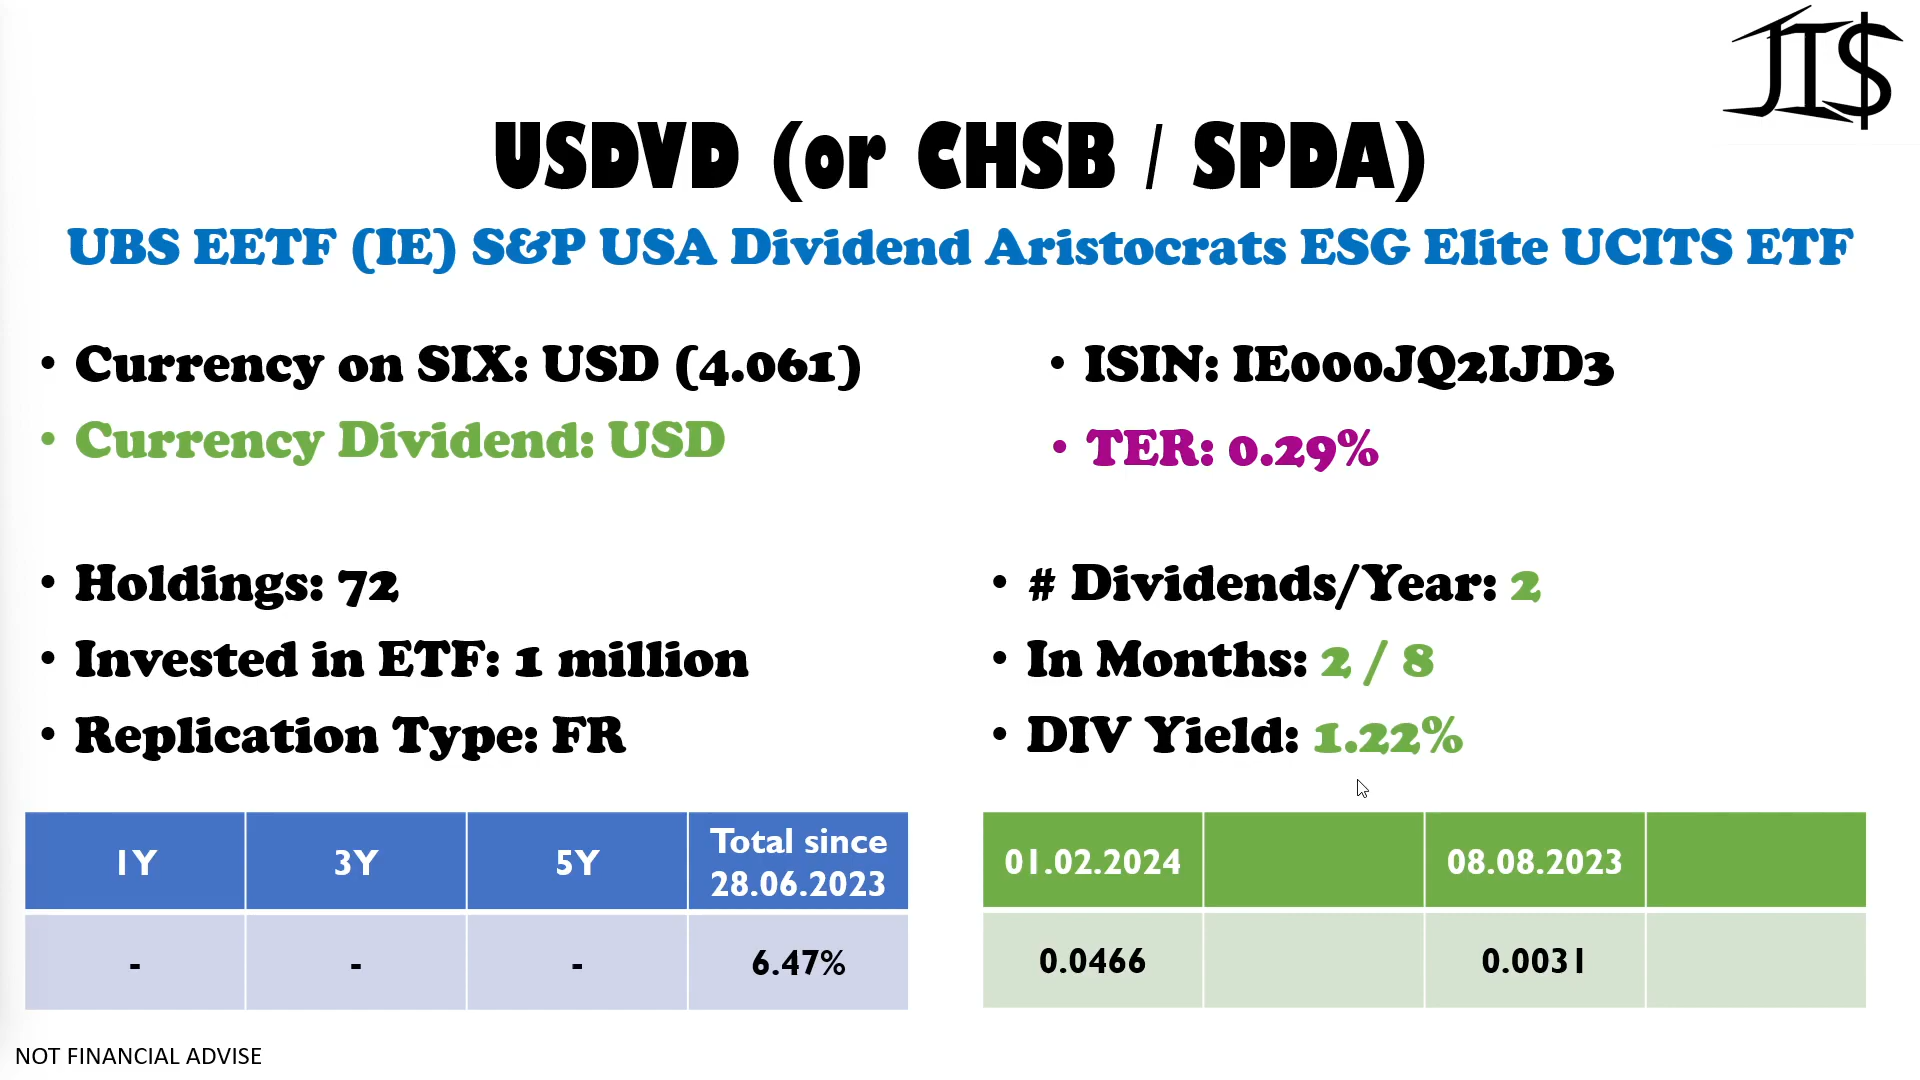 JI$
USDVD (or CHSB / SPDA)
UBS EETF (IE) S&P USA Dividend Aristocrats ESG Elite UCITS ETF
• Currency on SIX: USD (4.061)
• Currency Dividend: USD
• ISIN: IE000JQ2IJD3
• TER: 0.29%
• Holdings: 72
• Invested in ETF: 1 million
• Replication Type: FR
• # Dividends/Year: 2
• In Months: 2 / 8
• DIV Yield: 1.22%
1Y 3Y 5Y Total since 28.06.2023
- - - 6.47%
01.02.2024 08.08.2023
0.0466 0.0031
NOT FINANCIAL ADVISE